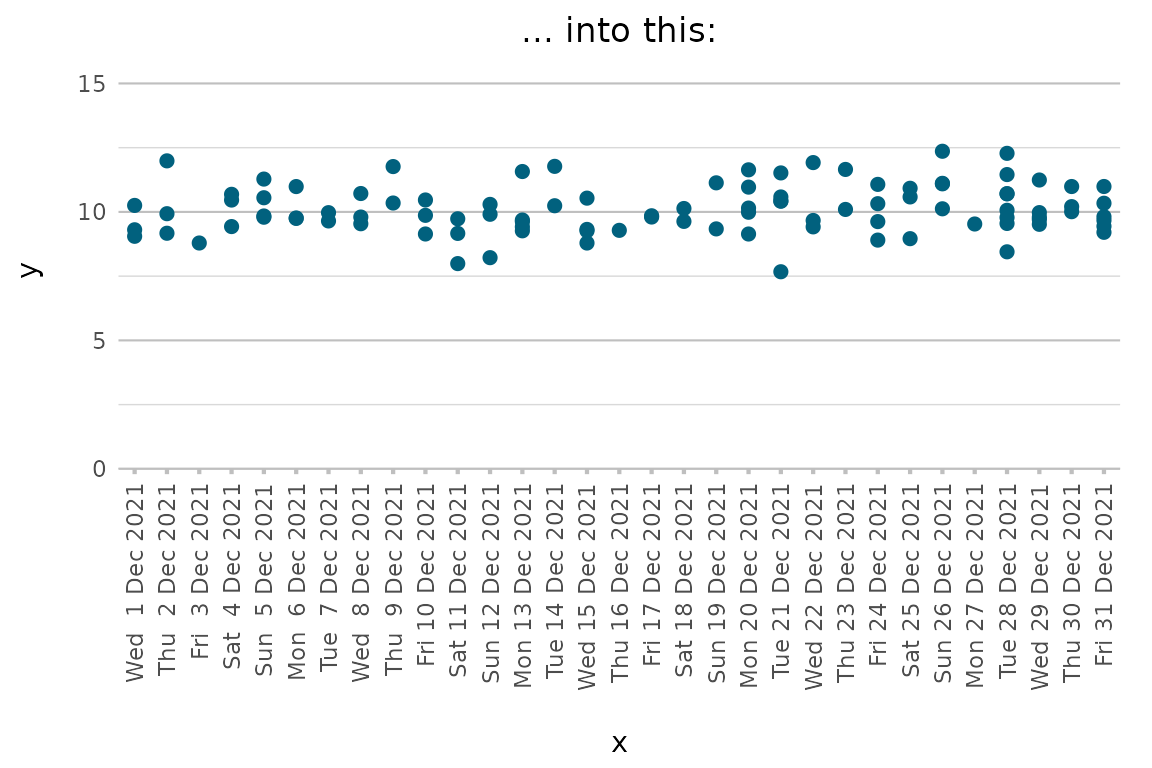 ... into this:
15
10
5
0
y
Wed  1 Dec 2021
Thu  2 Dec 2021
Fri  3 Dec 2021
Sat  4 Dec 2021
Sun  5 Dec 2021
Mon  6 Dec 2021
Tue  7 Dec 2021
Wed  8 Dec 2021
Thu  9 Dec 2021
Fri 10 Dec 2021
Sat 11 Dec 2021
Sun 12 Dec 2021
Mon 13 Dec 2021
Tue 14 Dec 2021
Wed 15 Dec 2021
Thu 16 Dec 2021
Fri 17 Dec 2021
Sat 18 Dec 2021
Sun 19 Dec 2021
Mon 20 Dec 2021
Tue 21 Dec 2021
Wed 22 Dec 2021
Thu 23 Dec 2021
Fri 24 Dec 2021
Sat 25 Dec 2021
Sun 26 Dec 2021
Mon 27 Dec 2021
Tue 28 Dec 2021
Wed 29 Dec 2021
Thu 30 Dec 2021
Fri 31 Dec 2021
x